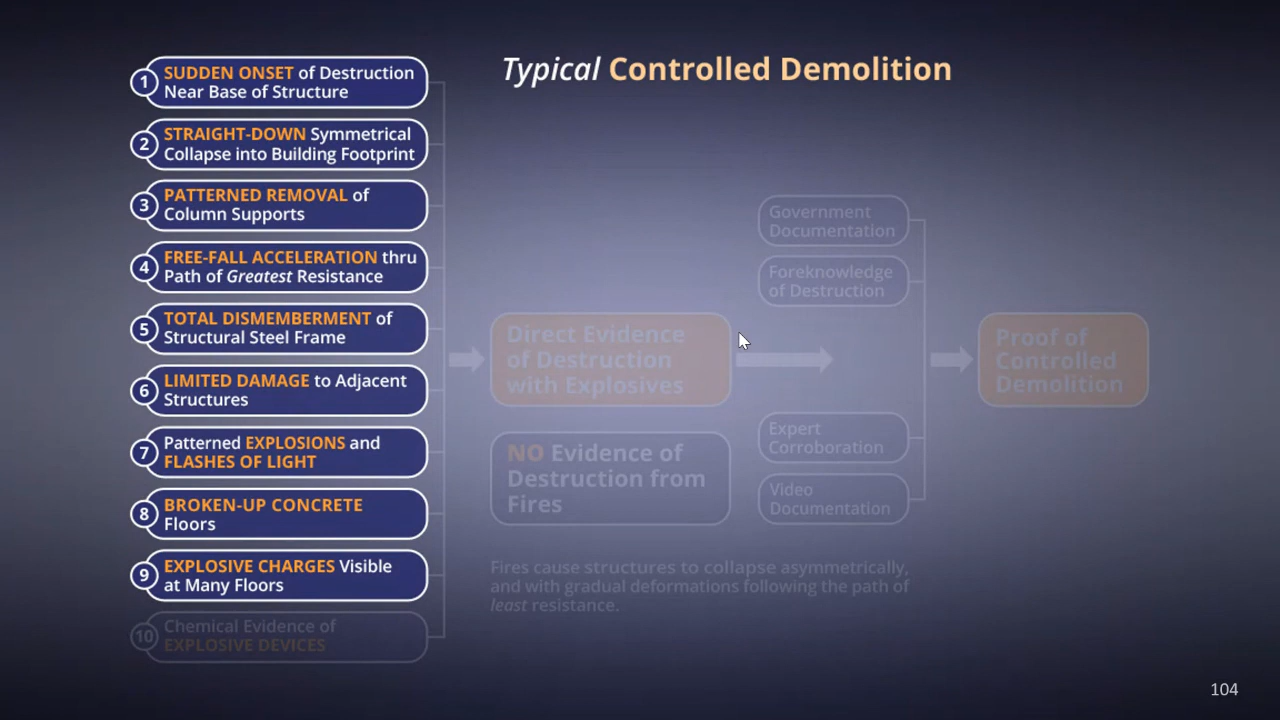 Typical Controlled Demolition
1
SUDDEN ONSET of Destruction
Near Base of Structure
2
STRAIGHT-DOWN Symmetrical
Collapse into Building Footprint
3
PATTERNED REMOVAL of
Column Supports
4
FREE-FALL ACCELERATION thru
Path of Greatest Resistance
5
TOTAL DISMEMBERMENT of
Structural Steel Frame
6
LIMITED DAMAGE to Adjacent
Structures
7
Patterned EXPLOSIONS and
FLASHES OF LIGHT
8
BROKEN-UP CONCRETE
Floors
9
EXPLOSIVE CHARGES Visible
at Many Floors
10
Chemical Evidence of
EXPLOSIVE DEVICES
Direct Evidence
of Destruction
with Explosives
NO Evidence of
Destruction from
Fires
Fires cause structures to collapse asymmetrically,
and with gradual deformations following the path of
least resistance.
Government
Documentation
Foreknowledge
of Destruction
Expert
Corroboration
Video
Documentation
Proof of
Controlled
Demolition
104